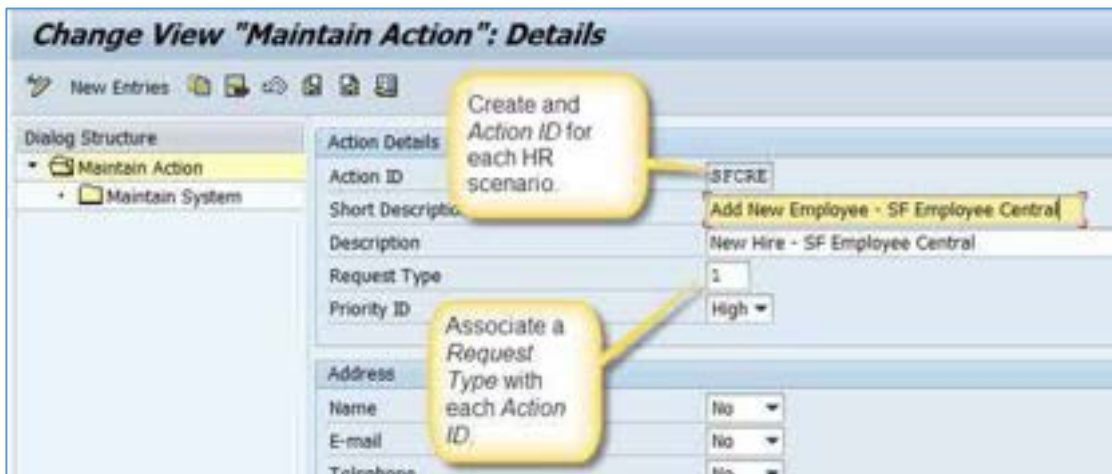 Change View "Maintain Action": Details
New Entries
Dialog Structure
Maintain Action
Maintain System
Action Details
Action ID
SFCRE
Short Descriptio
Add New Employee - SF Employee Central
Description
New Hire - SF Employee Central
Request Type
1
Priority ID
High
Create and
Action ID for
each HR
scenario.
Associate a
Request
Type with
each Action
ID.
Address
Name
No
E-mail
No
Telephone
No